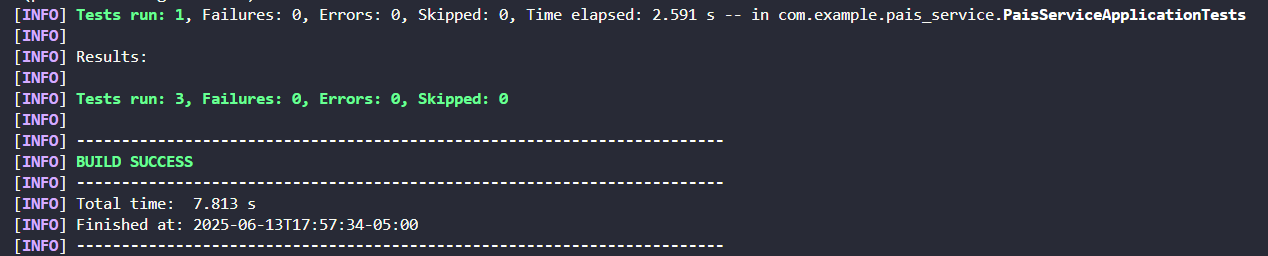 [INFO] Tests run: 1, Failures: 0, Errors: 0, Skipped: 0, Time elapsed: 2.591 s -- in com.example.pais_service.PaisServiceApplicationTests
[INFO]
[INFO] Results:
[INFO]
[INFO] Tests run: 3, Failures: 0, Errors: 0, Skipped: 0
[INFO]
[INFO] ------------------------------------------------------------------------
[INFO] BUILD SUCCESS
[INFO] ------------------------------------------------------------------------
[INFO] Total time:  7.813 s
[INFO] Finished at: 2025-06-13T17:57:34-05:00
[INFO] ------------------------------------------------------------------------